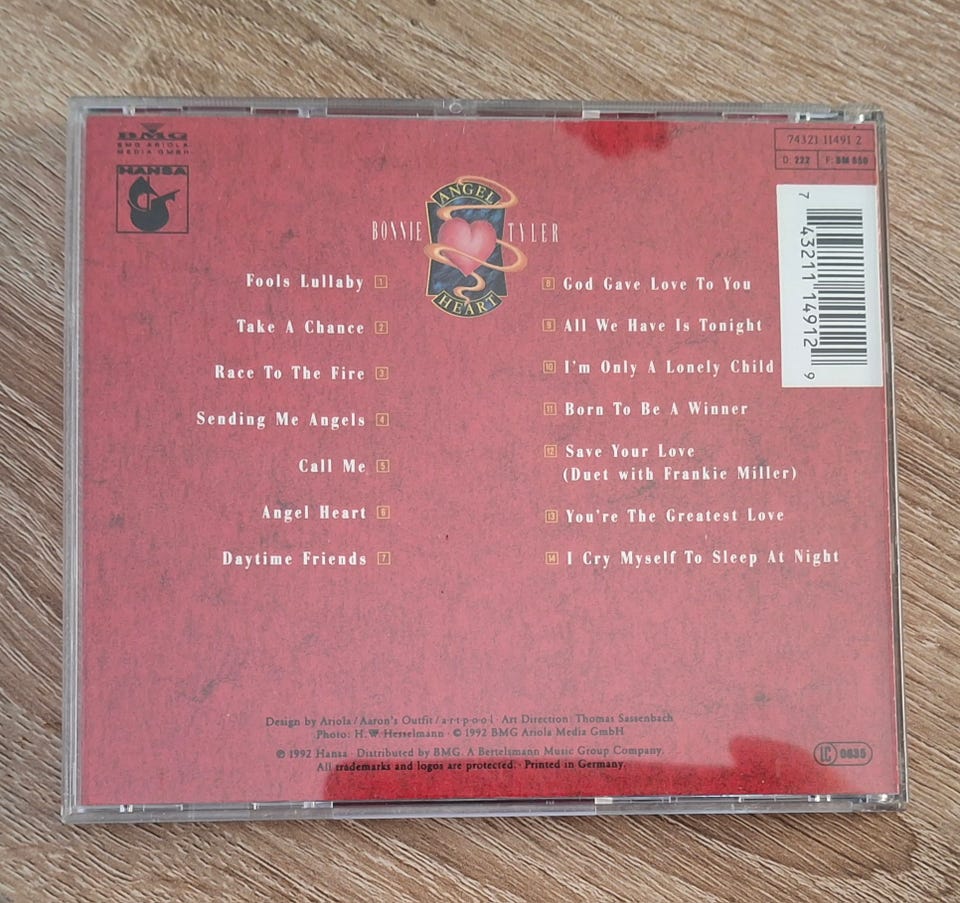 BMG
BMG ARIOLA
MEDIA GMBH
HANSA
74321 11491 2
D: 222 F: BM 650
ANGEL
BONNIE TYLER
HEART
7 43211 14912 9
Fools Lullaby 1
Take A Chance 2
Race To The Fire 3
Sending Me Angels 4
Call Me 5
Angel Heart 6
Daytime Friends 7
8 God Gave Love To You
9 All We Have Is Tonight
10 I'm Only A Lonely Child
11 Born To Be A Winner
12 Save Your Love
(Duet with Frankie Miller)
13 You're The Greatest Love
14 I Cry Myself To Sleep At Night
Design by Ariola / Aaron's Outfit / a·r·t·p·o·o·l · Art Direction: Thomas Sassenbach
Photo: H. W. Hesselmann · © 1992 BMG Ariola Media GmbH
℗ 1992 Hansa · Distributed by BMG. A Bertelsmann Music Group Company.
All trademarks and logos are protected. · Printed in Germany.
LC 0835